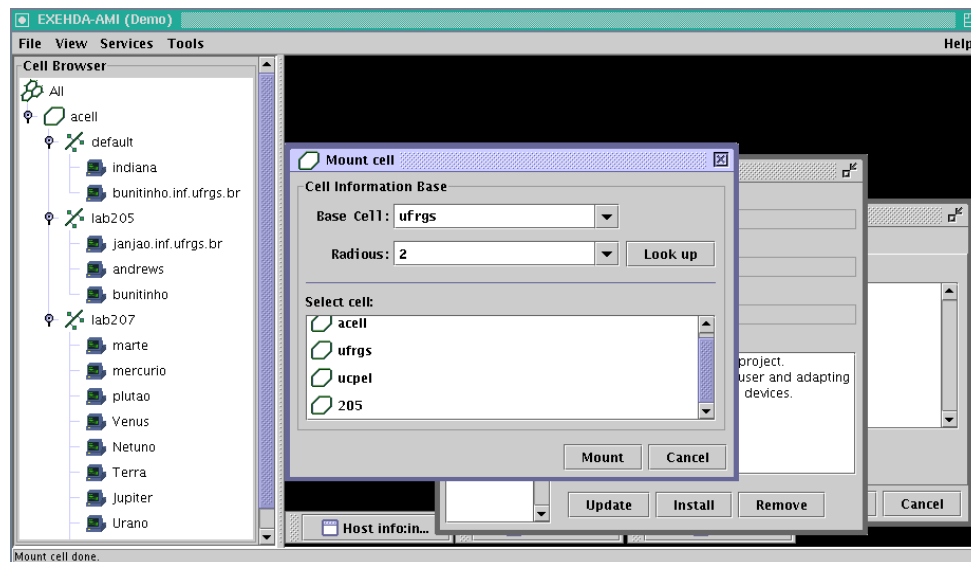 EXEHDA-AMI (Demo)
File View Services Tools Help
Cell Browser
All
acell
default
indiana
bunitinho.inf.ufrgs.br
lab205
janjao.inf.ufrgs.br
andrews
bunitinho
lab207
marte
mercurio
plutao
Venus
Netuno
Terra
Jupiter
Urano
Mount cell
Cell Information Base
Base Cell: ufrgs
Radious: 2 Look up
Select cell:
acell
ufrgs
ucpel
205
Mount Cancel
project.
user and adapting
devices.
Update Install Remove
Cancel
Host info:in...
Mount cell done.